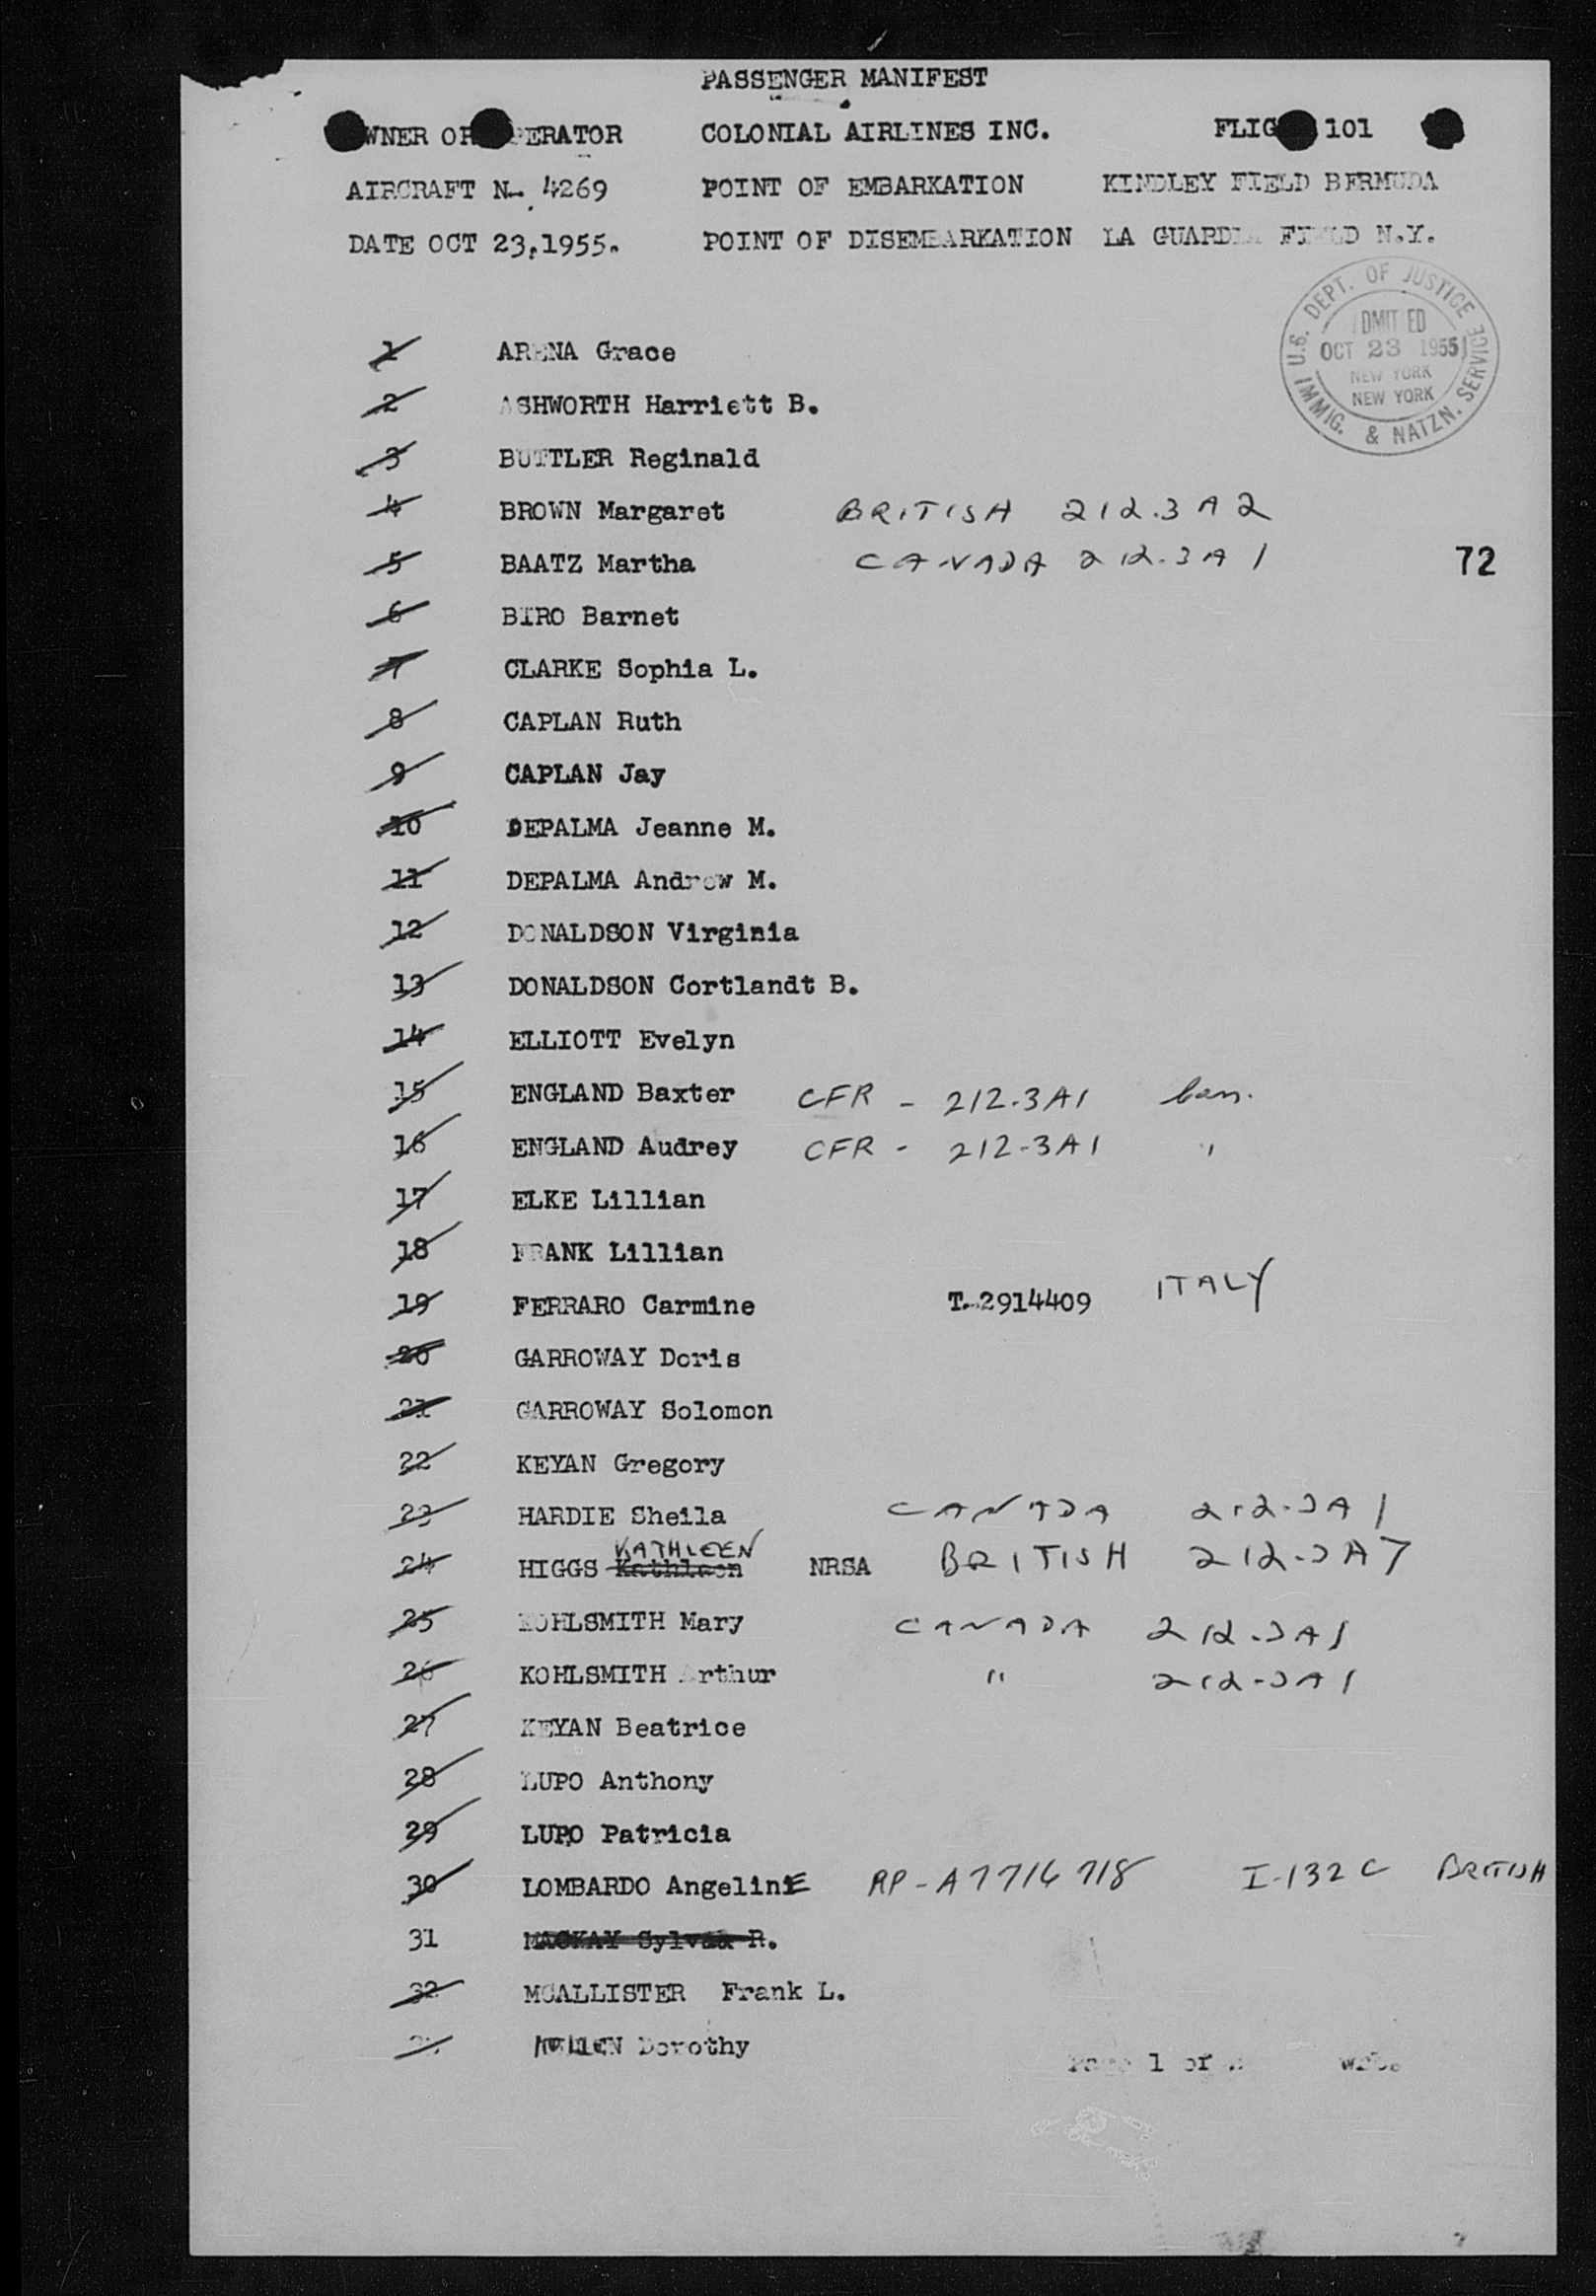 PASSENGER MANIFEST
OWNER OR OPERATOR COLONIAL AIRLINES INC. FLIGHT 101
AIRCRAFT N. 4269 POINT OF EMBARKATION KINDLEY FIELD BERMUDA
DATE OCT 23,1955. POINT OF DISEMBARKATION LA GUARDIA FIELD N.Y.
U.S. DEPT. OF JUSTICE
ADMITTED
OCT 23 1955
NEW YORK
NEW YORK
IMMIG. & NATZN. SERVICE
1 ARENA Grace
2 ASHWORTH Harriett B.
3 BUTTLER Reginald
4 BROWN Margaret BRITISH 212.3A2
5 BAATZ Martha CANADA 212.3A1 72
6 BIRO Barnet
7 CLARKE Sophia L.
8 CAPLAN Ruth
9 CAPLAN Jay
10 DEPALMA Jeanne M.
11 DEPALMA Andrew M.
12 DONALDSON Virginia
13 DONALDSON Cortlandt B.
14 ELLIOTT Evelyn
15 ENGLAND Baxter CFR - 212.3A1
16 ENGLAND Audrey CFR - 212-3A1 "
17 ELKE Lillian
18 FRANK Lillian
19 FERRARO Carmine T.2914409 ITALY
20 GARROWAY Doris
21 GARROWAY Solomon
22 KEYAN Gregory
23 HARDIE Sheila CANADA 212.3A1
24 HIGGS Kathleen KATHLEEN NRSA BRITISH 212.3A7
25 KOHLSMITH Mary CANADA 212.3A1
26 KOHLSMITH Arthur " 212-3A1
27 KEYAN Beatrice
28 LUPO Anthony
29 LUPO Patricia
30 LOMBARDO AngelinE RP-A7716718 I-132C BRITISH
31 MACKAY R.
32 MCALLISTER Frank L.
Dorothy
Page 1 of